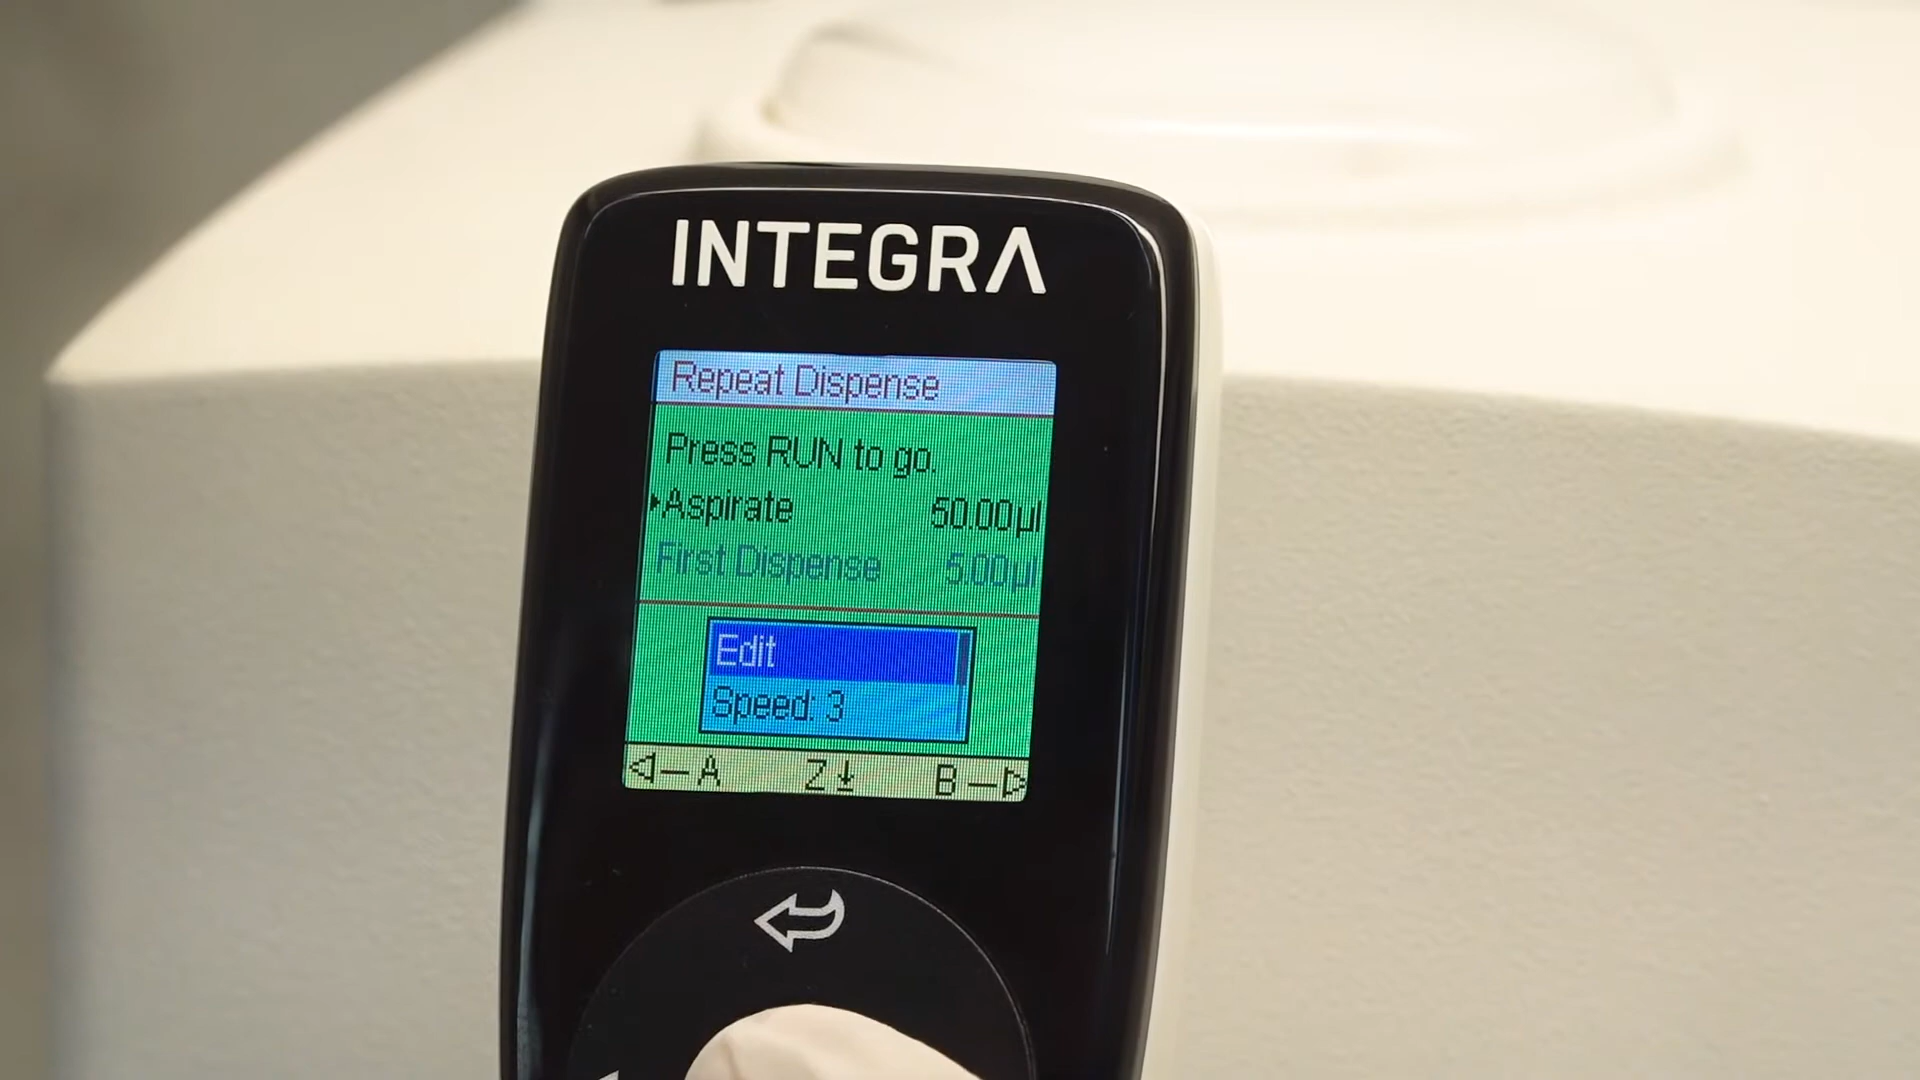 INTEGRA
Repeat Dispense
Press RUN to go.
Aspirate 50.00µl
First Dispense 5.00µl
Edit
Speed: 3
A Z B